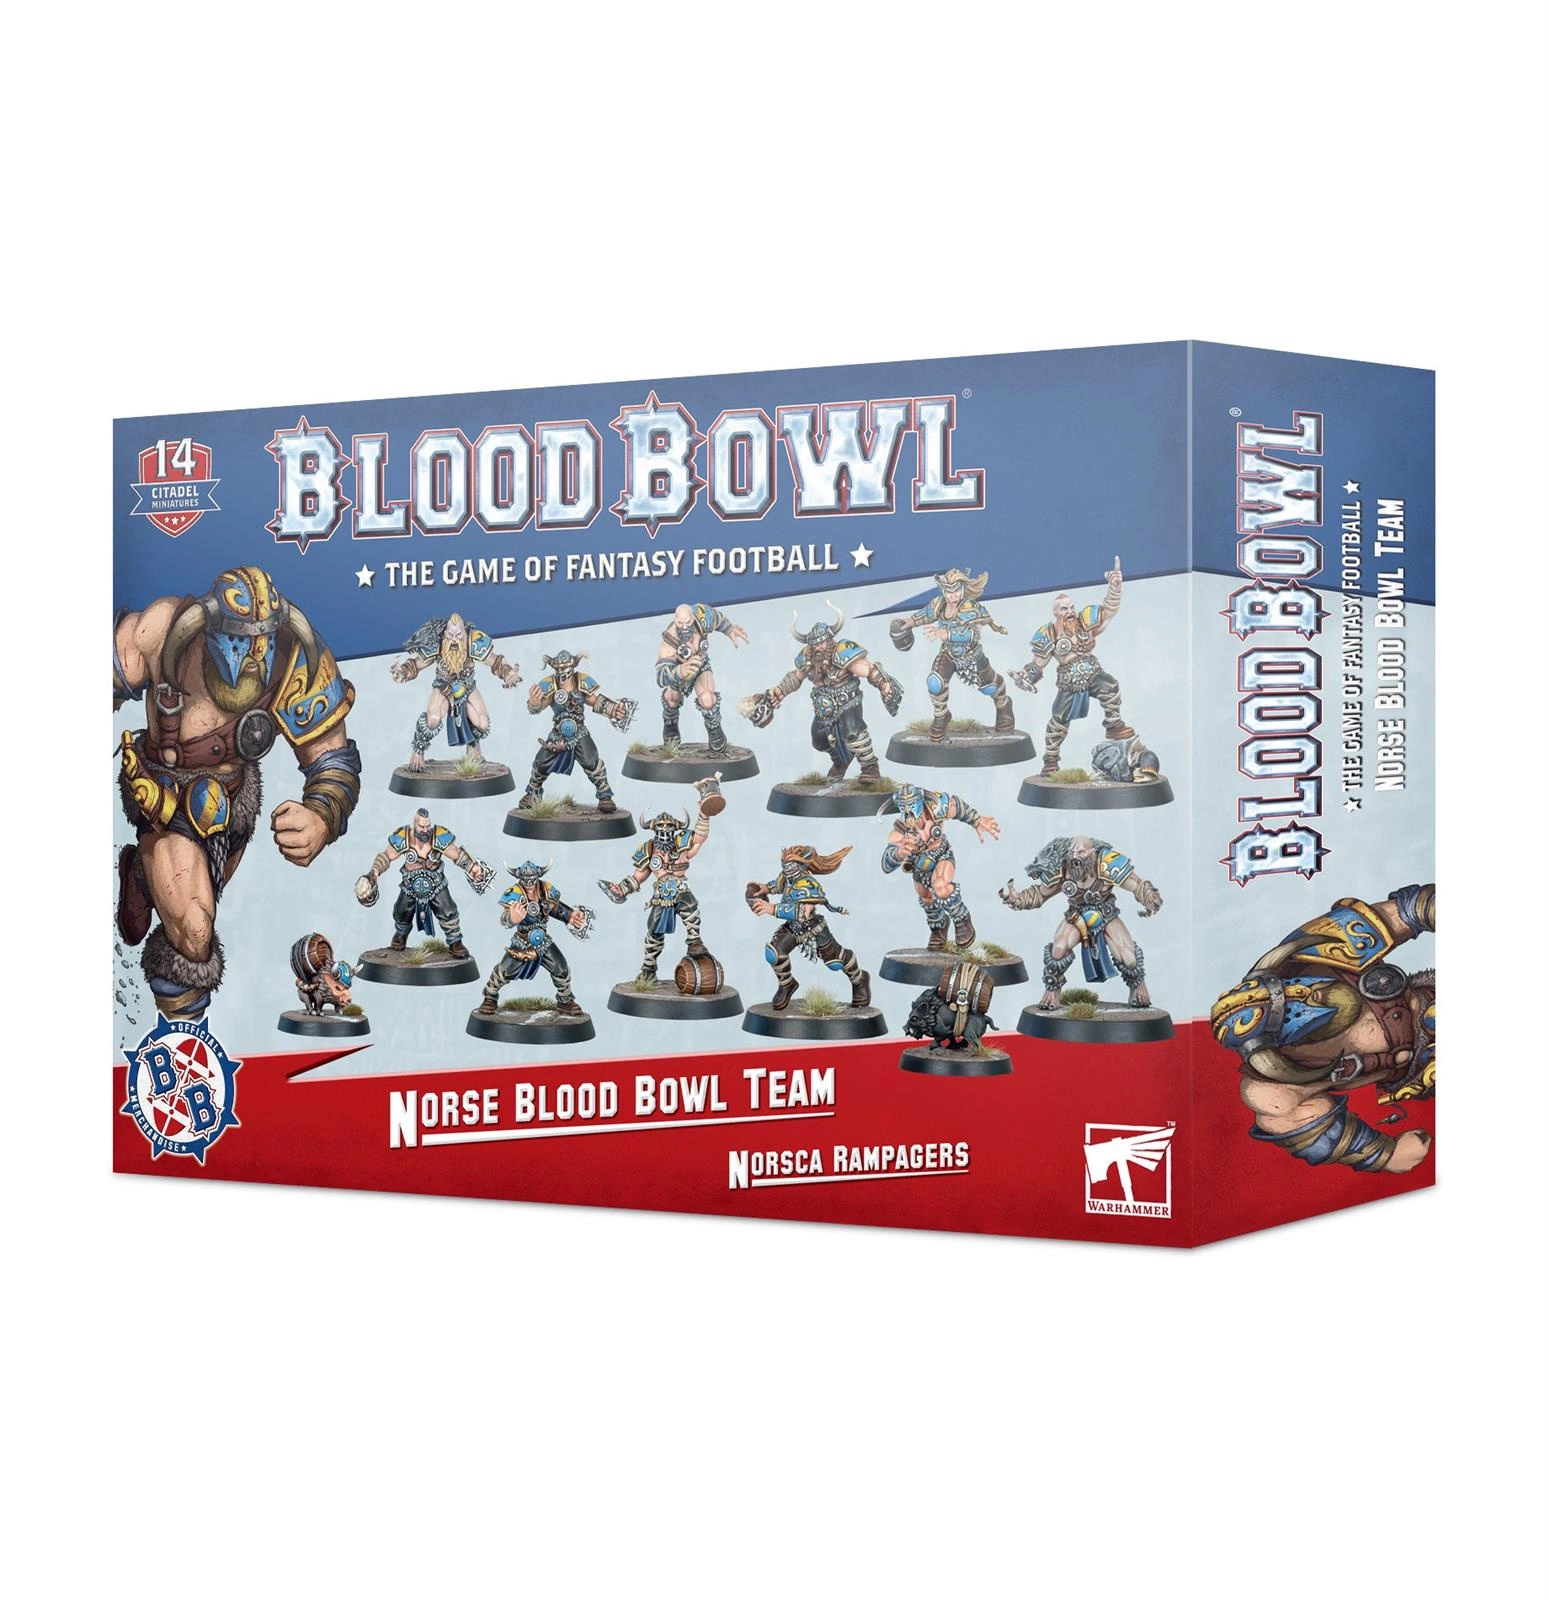 14
CITADEL
MINIATURES
BLOOD BOWL®
THE GAME OF FANTASY FOOTBALL
OFFICIAL
BB
MERCHANDISE
NORSE BLOOD BOWL TEAM
NORSCA RAMPAGERS
WARHAMMER™
BLOOD BOWL®
THE GAME OF FANTASY FOOTBALL
NORSE BLOOD BOWL TEAM